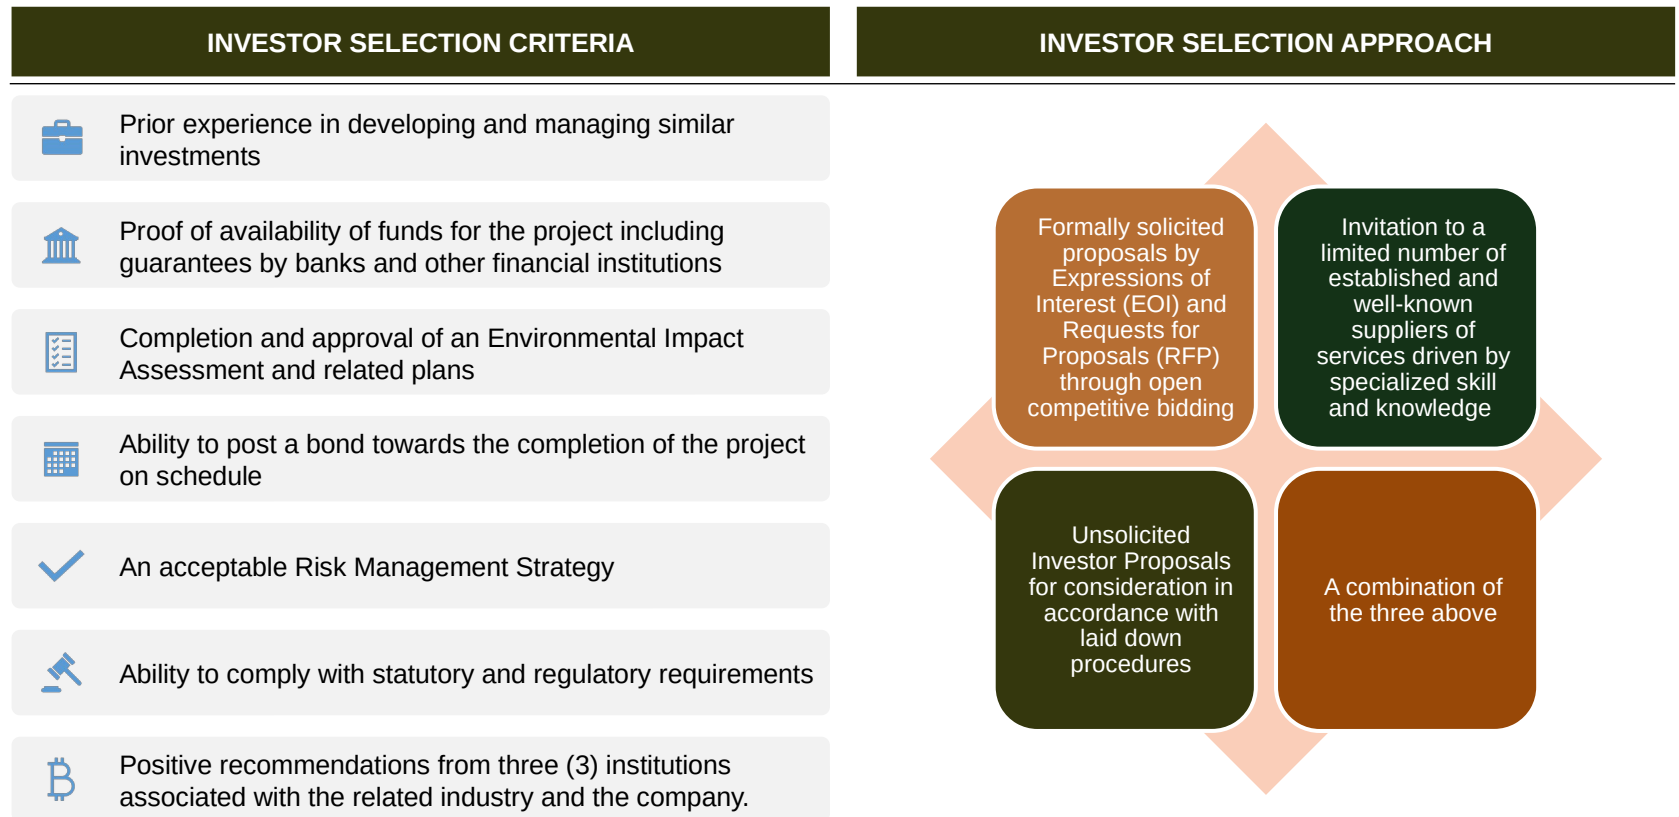 INVESTOR SELECTION CRITERIA
Prior experience in developing and managing similar
investments
Proof of availability of funds for the project including
guarantees by banks and other financial institutions
Completion and approval of an Environmental Impact
Assessment and related plans
Ability to post a bond towards the completion of the project
on schedule
An acceptable Risk Management Strategy
Ability to comply with statutory and regulatory requirements
Positive recommendations from three (3) institutions
associated with the related industry and the company.
INVESTOR SELECTION APPROACH
Formally solicited
proposals by
Expressions of
Interest (EOI) and
Requests for
Proposals (RFP)
through open
competitive bidding
Invitation to a
limited number of
established and
well-known
suppliers of
services driven by
specialized skill
and knowledge
Unsolicited
Investor Proposals
for consideration in
accordance with
laid down
procedures
A combination of
the three above